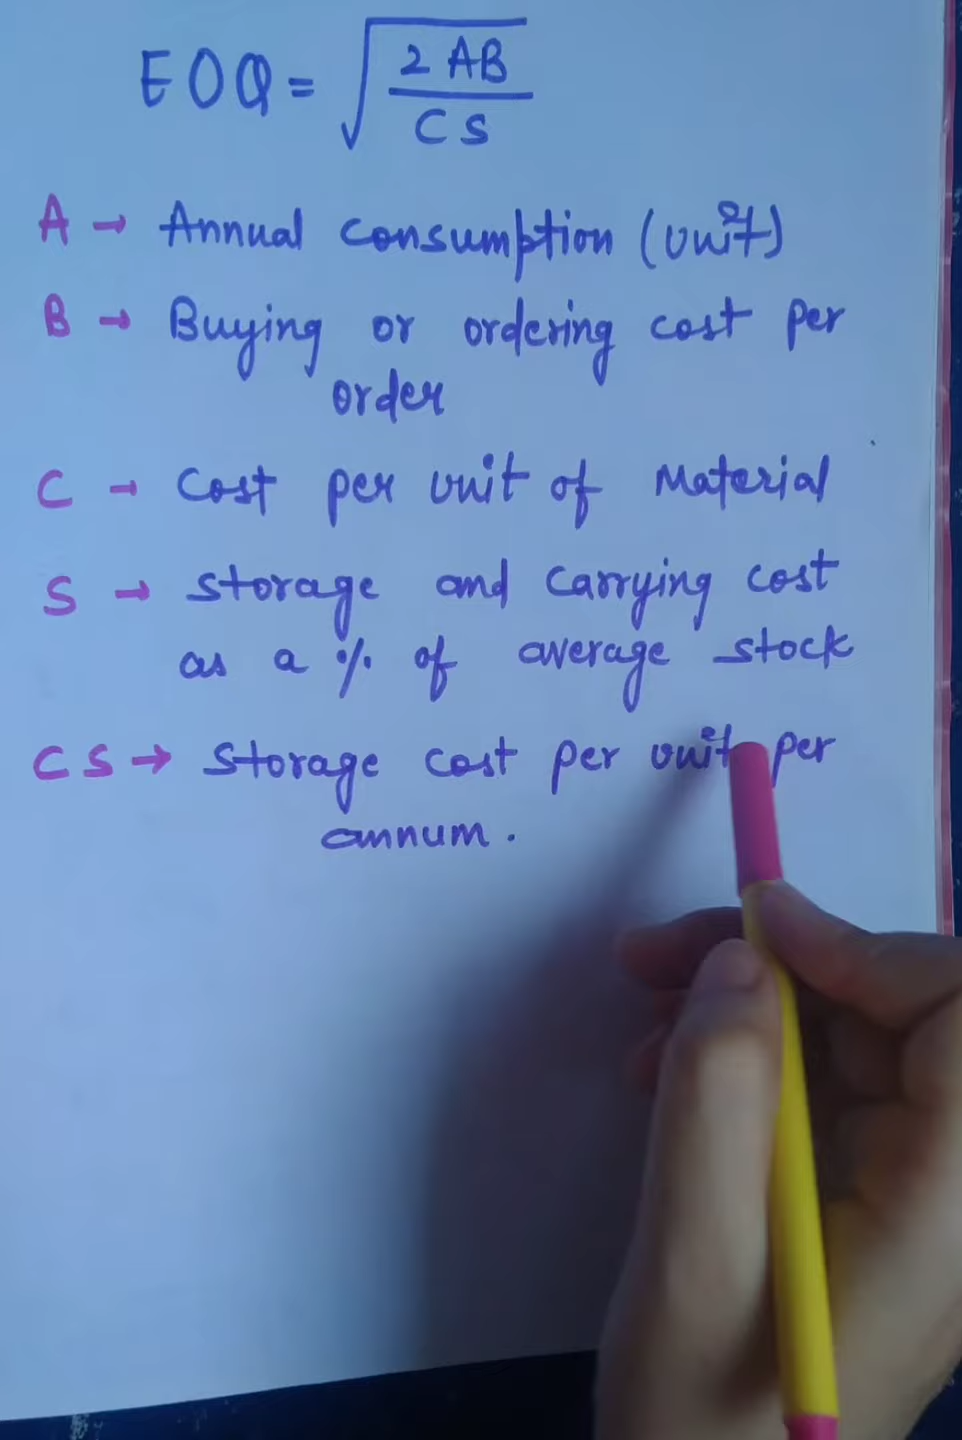 EOQ = √(2AB / CS)
A → Annual consumption (unit)
B → Buying or ordering cost per
order
C → Cost per unit of Material
S → Storage and carrying cost
as a % of average stock
CS → Storage cost per unit per
annum.